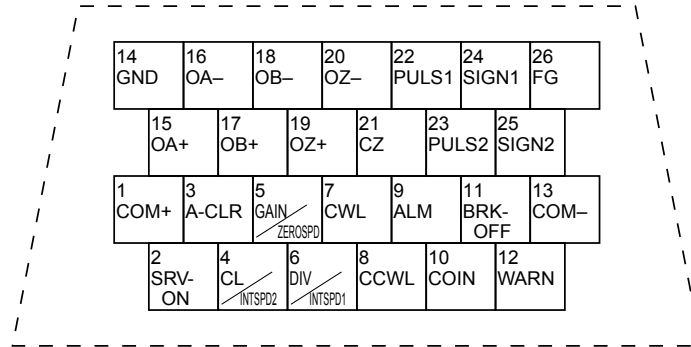 14 16 18 20 22 24 26
GND OA– OB– OZ– PULS1 SIGN1 FG
15 17 19 21 23 25
OA+ OB+ OZ+ CZ PULS2 SIGN2
1 3 5 7 9 11 13
COM+ A-CLR GAIN CWL ALM BRK- COM–
ZEROSPD OFF
2 4 6 8 10 12
SRV- CL DIV CCWL COIN WARN
ON INTSPD2 INTSPD1